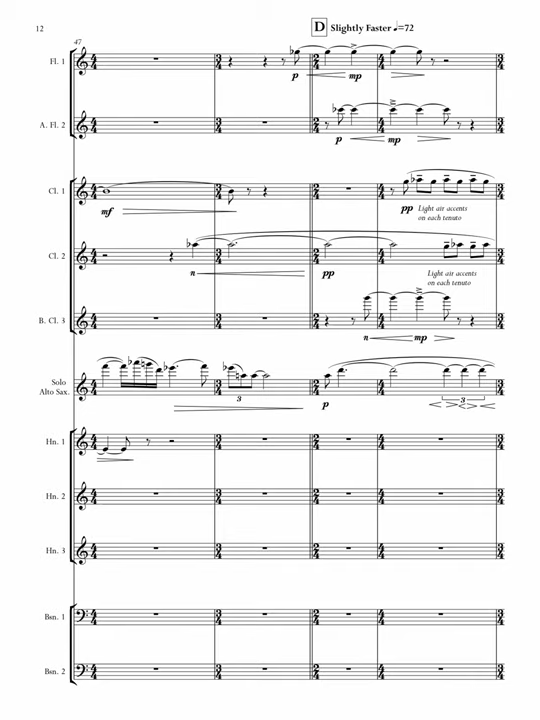 12
D Slightly Faster ♩=72
47
Fl. 1
p mp
A. Fl. 2
p mp
Cl. 1
mf
pp Light air accents
on each tenuto
Cl. 2
n pp
Light air accents
on each tenuto
B. Cl. 3
n mp
Solo
Alto Sax.
3
p
3
Hn. 1
Hn. 2
Hn. 3
Bsn. 1
Bsn. 2